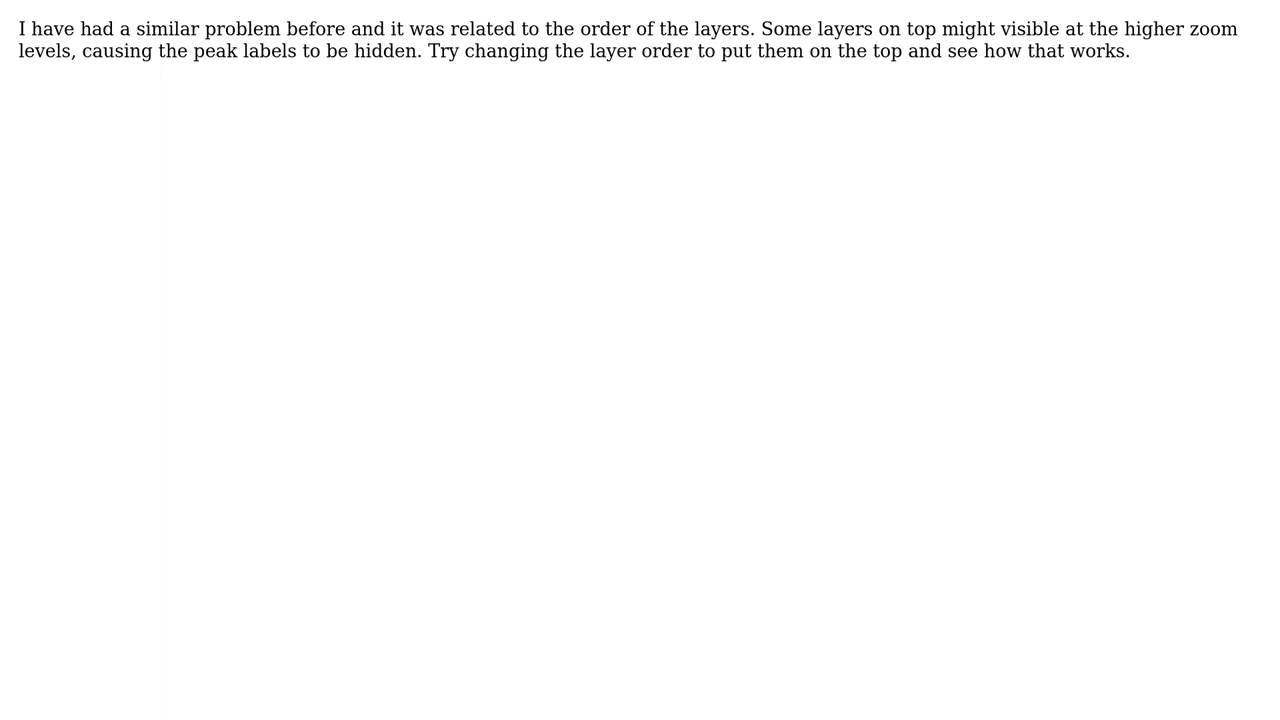 I have had a similar problem before and it was related to the order of the layers. Some layers on top might visible at the higher zoom
levels, causing the peak labels to be hidden. Try changing the layer order to put them on the top and see how that works.